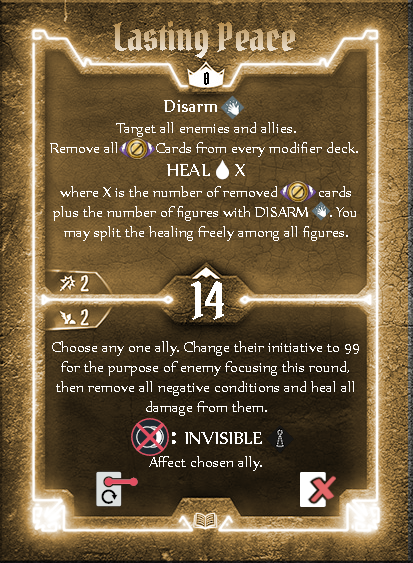 Lasting Peace
8
Disarm
Target all enemies and allies.
Remove all Cards from every modifier deck.
HEAL X
where X is the number of removed cards
plus the number of figures with DISARM . You
may split the healing freely among all figures.
2
14
2
Choose any one ally. Change their initiative to 99
for the purpose of enemy focusing this round,
then remove all negative conditions and heal all
damage from them.
: INVISIBLE
Affect chosen ally.